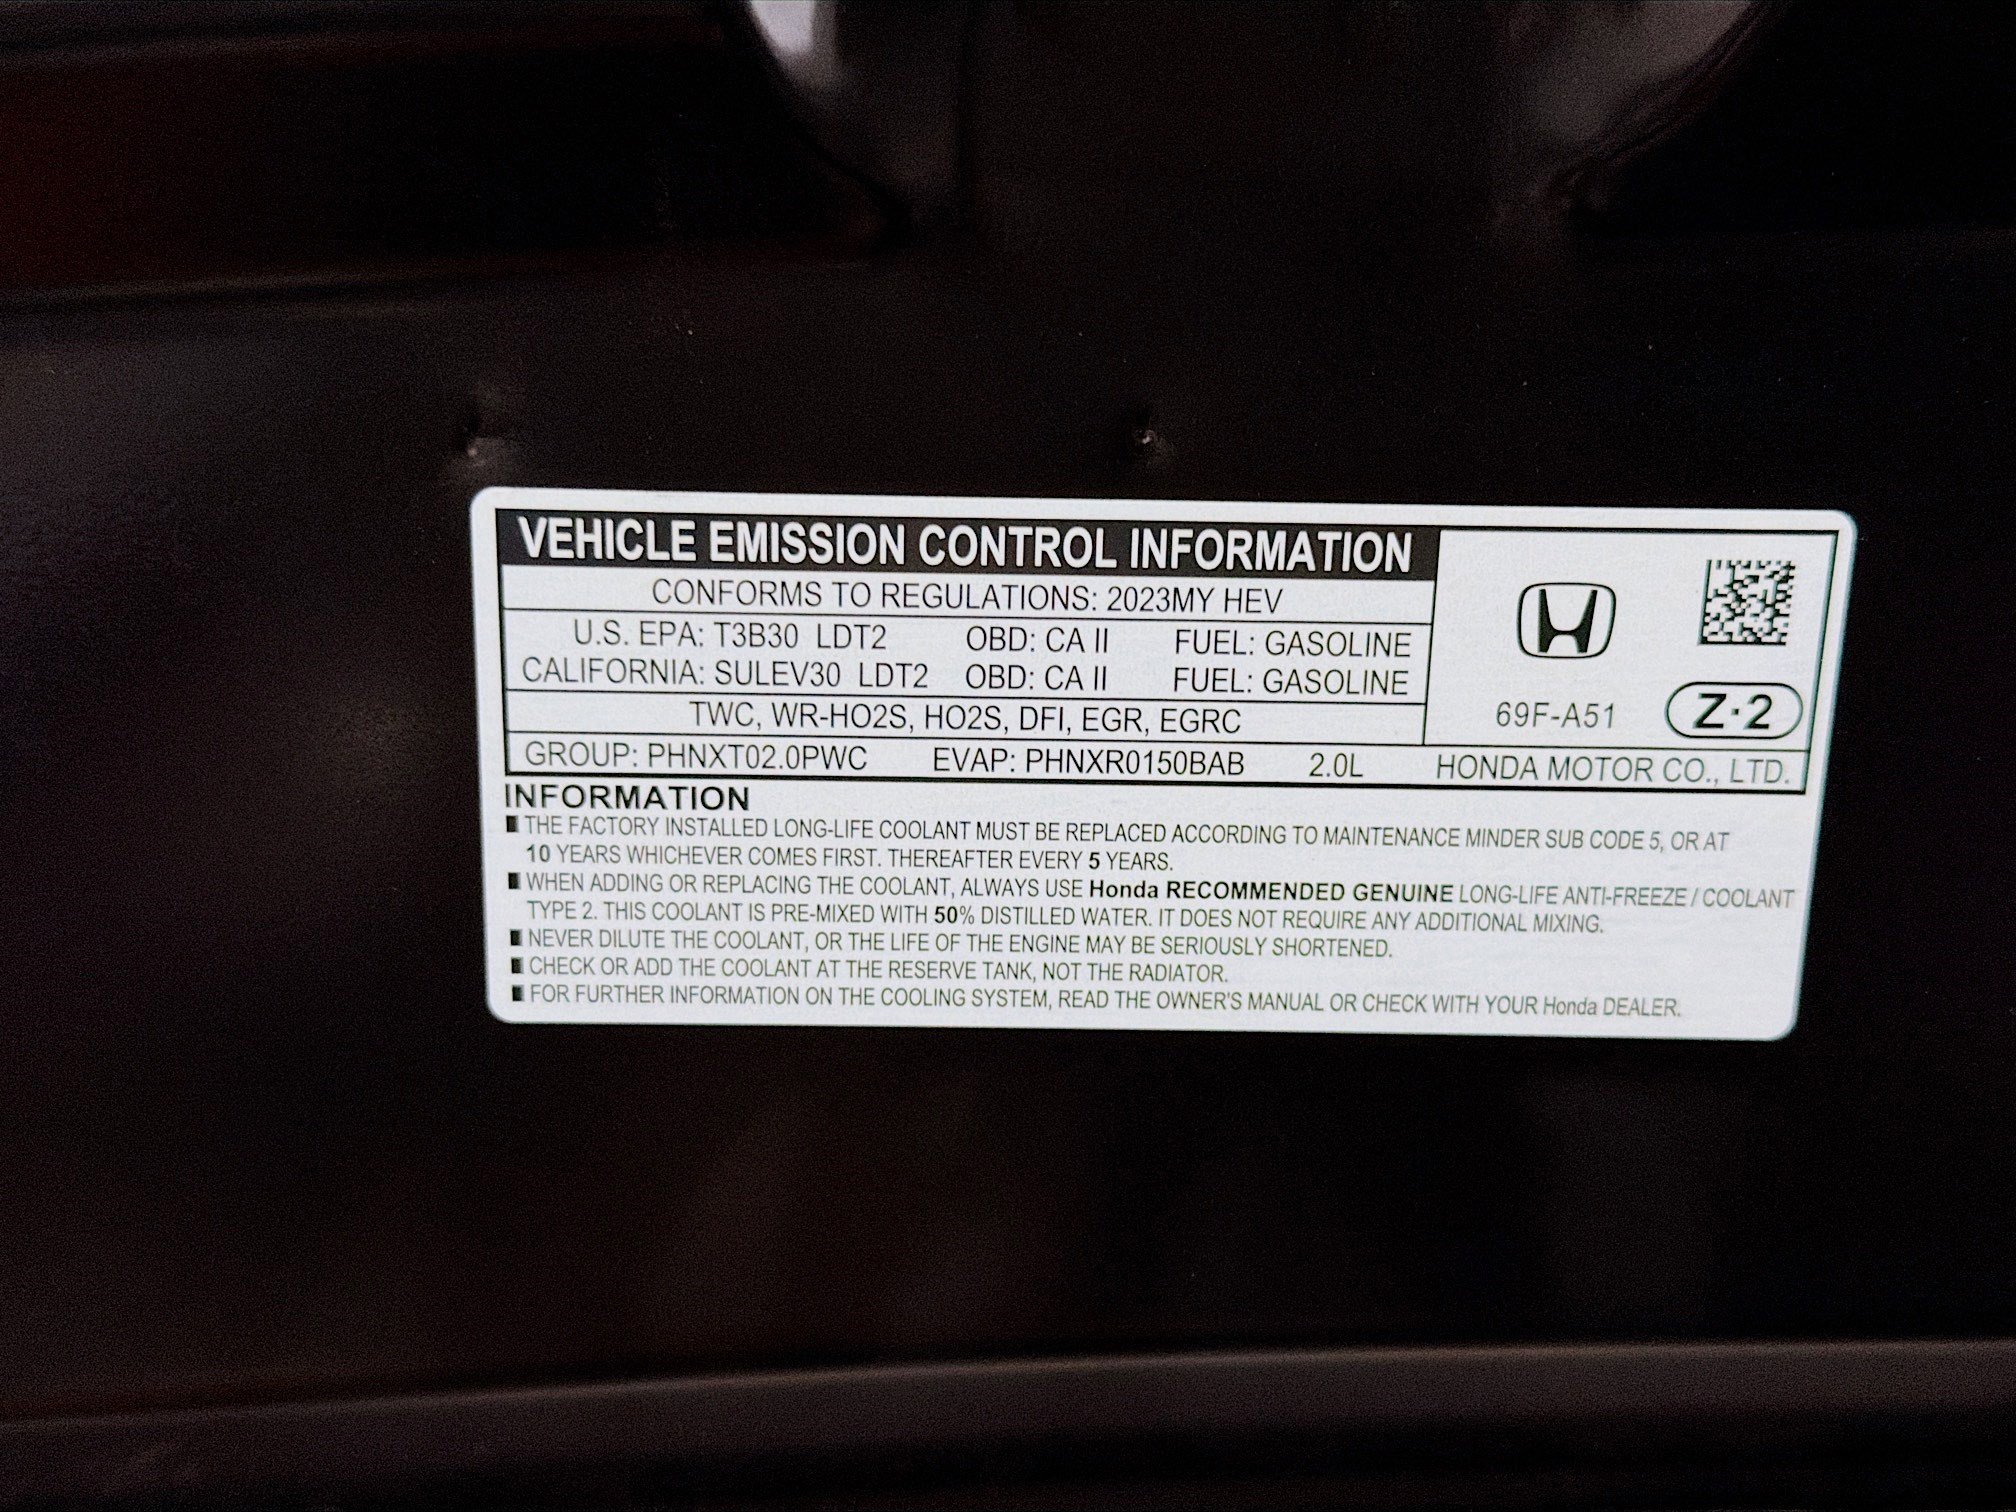 VEHICLE EMISSION CONTROL INFORMATION
CONFORMS TO REGULATIONS: 2023MY HEV
U.S. EPA: T3B30 LDT2 OBD: CA II FUEL: GASOLINE
CALIFORNIA: SULEV30 LDT2 OBD: CA II FUEL: GASOLINE
TWC, WR-HO2S, HO2S, DFI, EGR, EGRC
69F-A51 Z·2
GROUP: PHNXT02.0PWC EVAP: PHNXR0150BAB 2.0L HONDA MOTOR CO., LTD.
INFORMATION
■ THE FACTORY INSTALLED LONG-LIFE COOLANT MUST BE REPLACED ACCORDING TO MAINTENANCE MINDER SUB CODE 5, OR AT
10 YEARS WHICHEVER COMES FIRST. THEREAFTER EVERY 5 YEARS.
■ WHEN ADDING OR REPLACING THE COOLANT, ALWAYS USE Honda RECOMMENDED GENUINE LONG-LIFE ANTI-FREEZE / COOLANT
TYPE 2. THIS COOLANT IS PRE-MIXED WITH 50% DISTILLED WATER. IT DOES NOT REQUIRE ANY ADDITIONAL MIXING.
■ NEVER DILUTE THE COOLANT, OR THE LIFE OF THE ENGINE MAY BE SERIOUSLY SHORTENED.
■ CHECK OR ADD THE COOLANT AT THE RESERVE TANK, NOT THE RADIATOR.
■ FOR FURTHER INFORMATION ON THE COOLING SYSTEM, READ THE OWNER'S MANUAL OR CHECK WITH YOUR Honda DEALER.